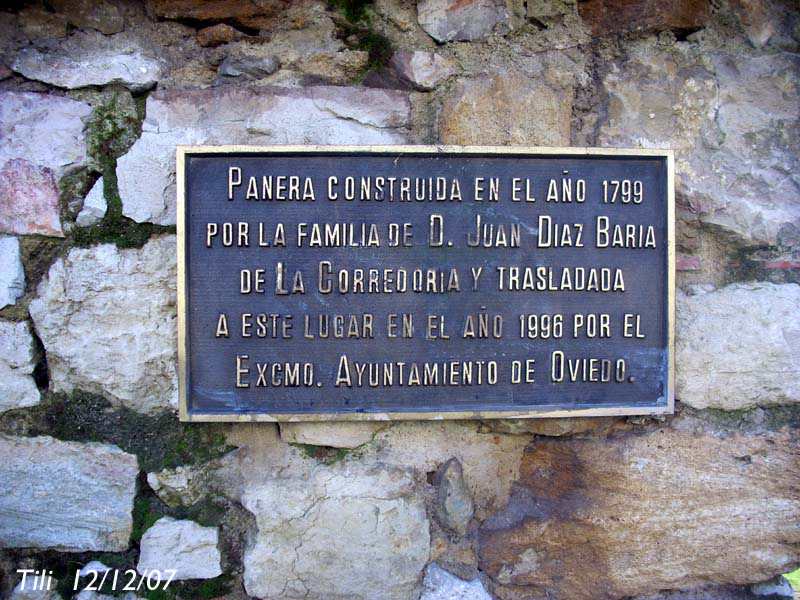 PANERA CONSTRUIDA EN EL AÑO 1799
POR LA FAMILIA DE D. JUAN DIAZ BARIA
DE LA CORREDORIA Y TRASLADADA
A ESTE LUGAR EN EL AÑO 1996 POR EL
EXCMO. AYUNTAMIENTO DE OVIEDO.
Tili 12/12/07